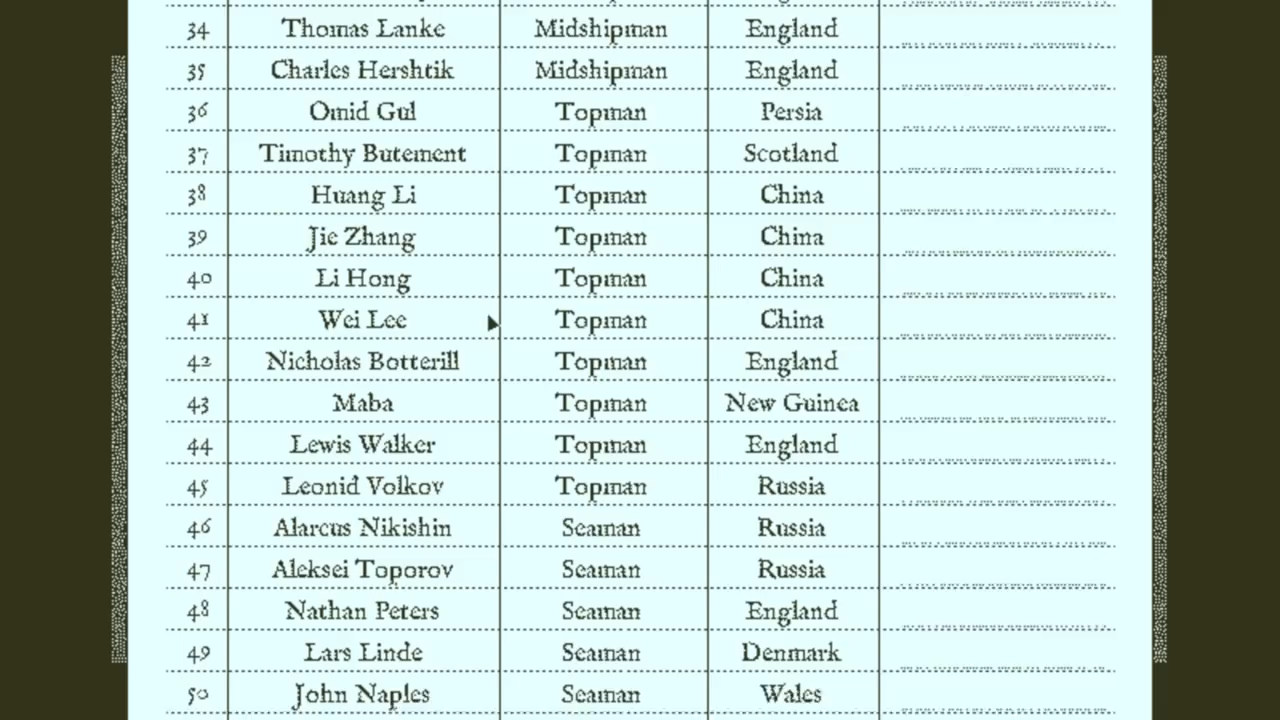 34 Thomas Lanke Midshipman England
35 Charles Hershtik Midshipman England
36 Omid Gul Topman Persia
37 Timothy Butement Topman Scotland
38 Huang Li Topman China
39 Jie Zhang Topman China
40 Li Hong Topman China
41 Wei Lee Topman China
42 Nicholas Botterill Topman England
43 Maba Topman New Guinea
44 Lewis Walker Topman England
45 Leonid Volkov Topman Russia
46 Alarcus Nikishin Seaman Russia
47 Aleksei Toporov Seaman Russia
48 Nathan Peters Seaman England
49 Lars Linde Seaman Denmark
50 John Naples Seaman Wales